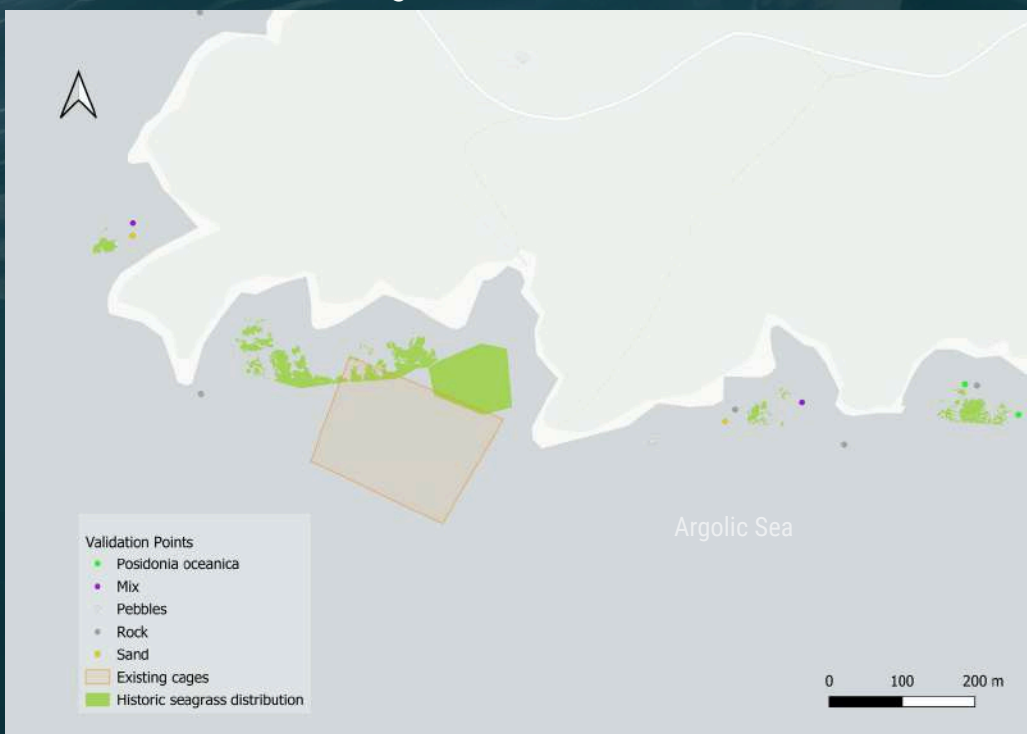 Argolic Sea
Validation Points
Posidonia oceanica
Mix
Pebbles
Rock
Sand
Existing cages
Historic seagrass distribution
0 100 200 m